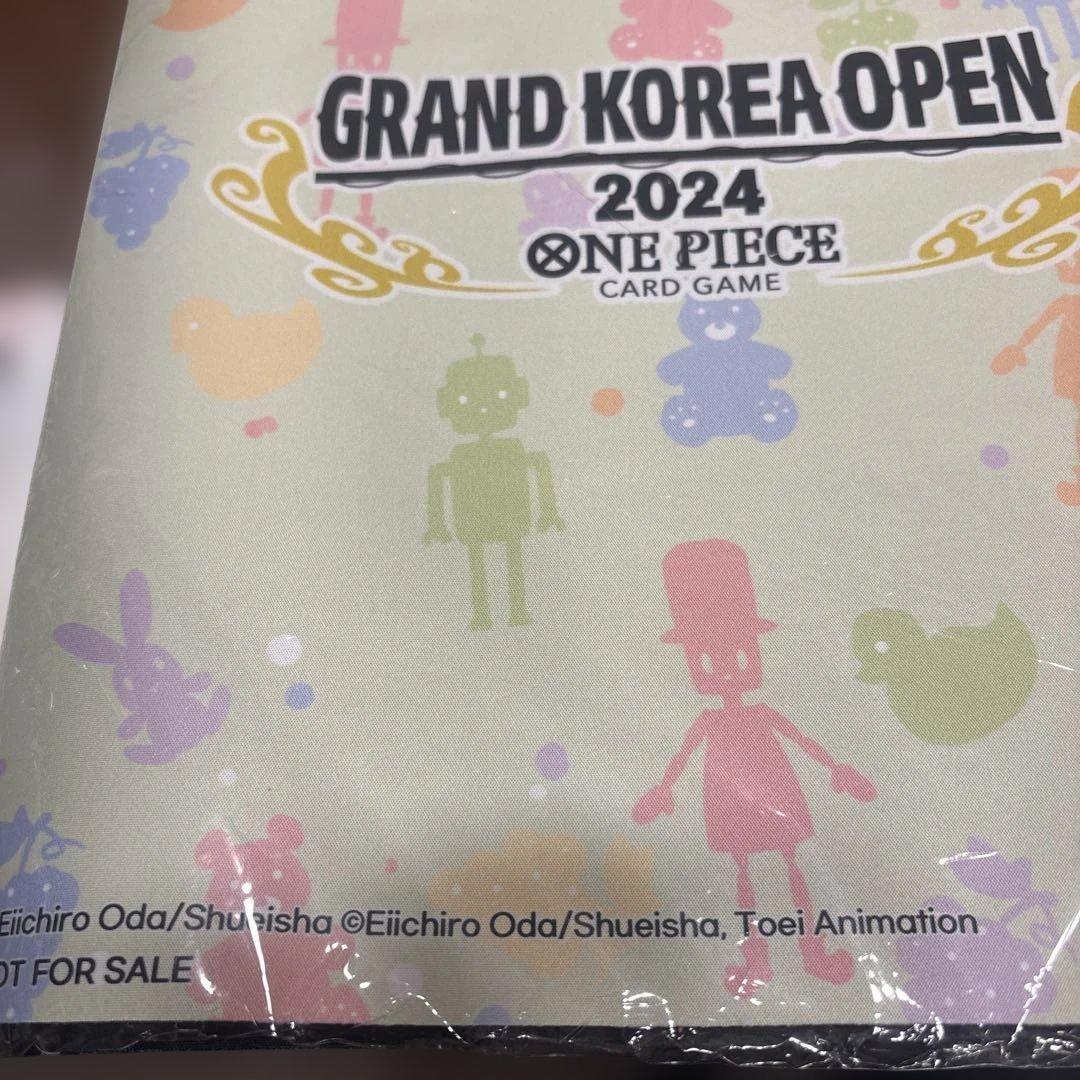 GRAND KOREA OPEN
2024
ONE PIECE
CARD GAME
Eiichiro Oda/Shueisha ©Eiichiro Oda/Shueisha, Toei Animation
OT FOR SALE